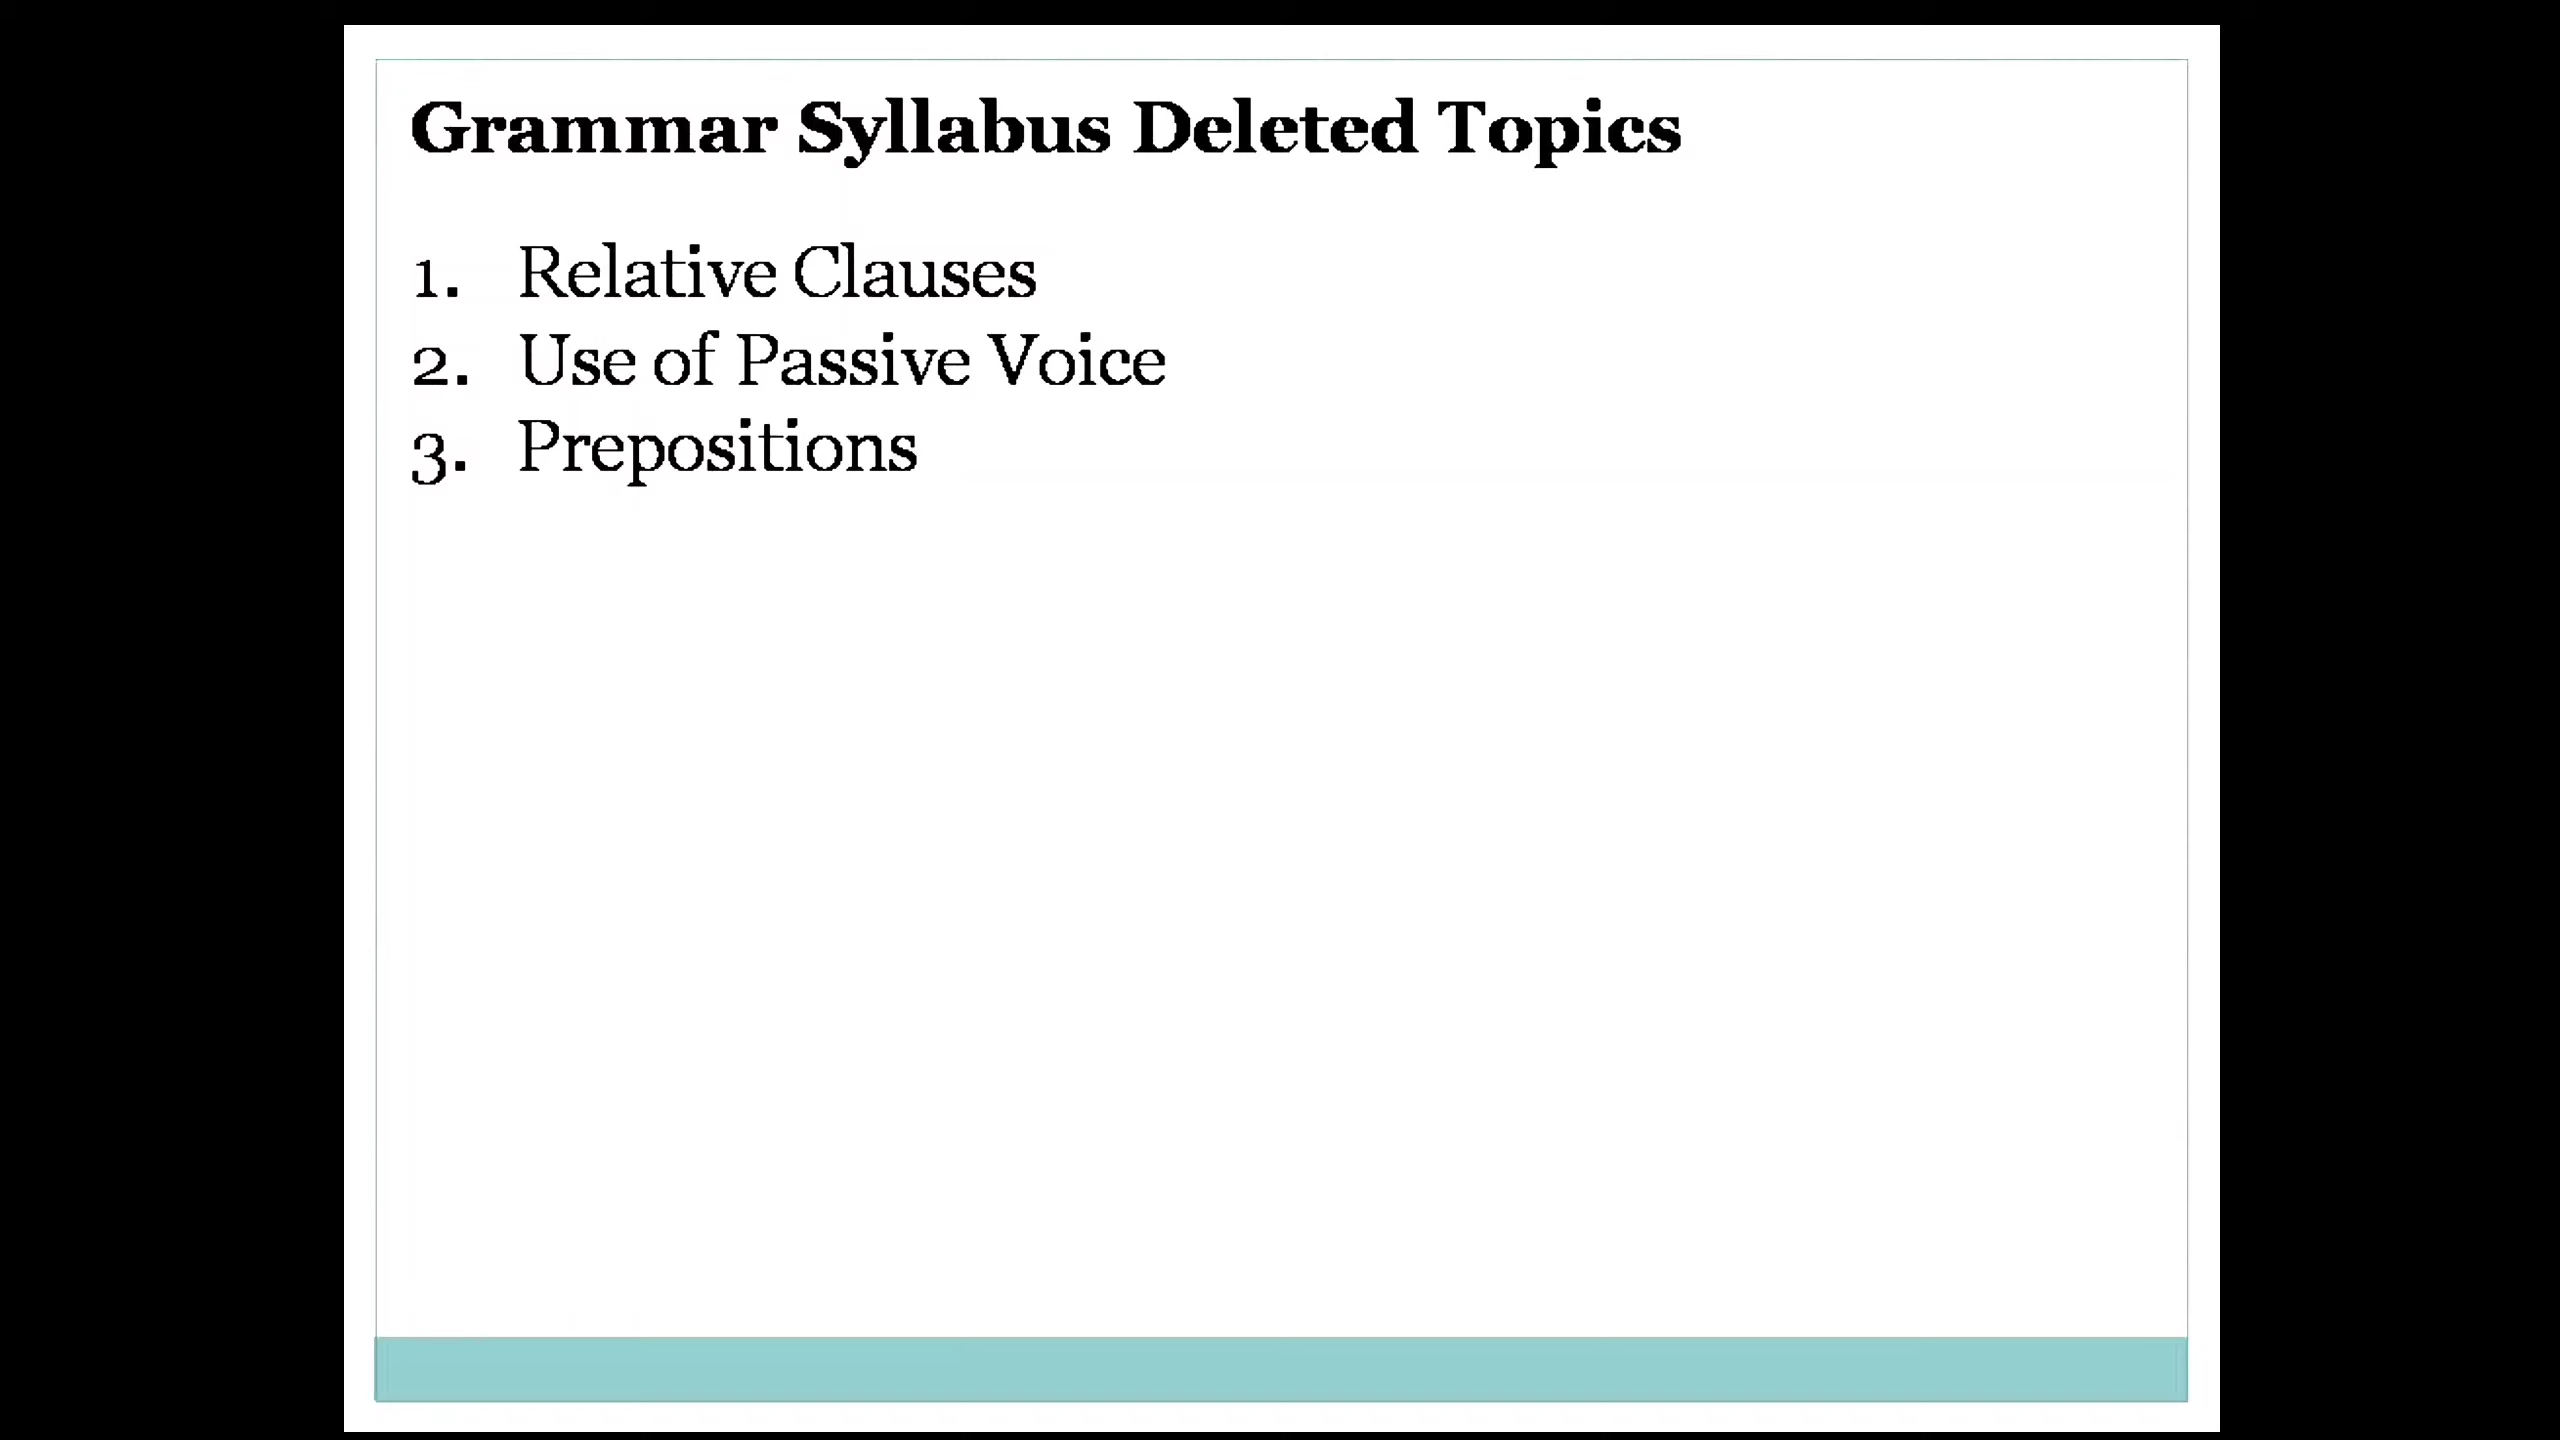 Grammar Syllabus Deleted Topics
1. Relative Clauses
2. Use of Passive Voice
3. Prepositions